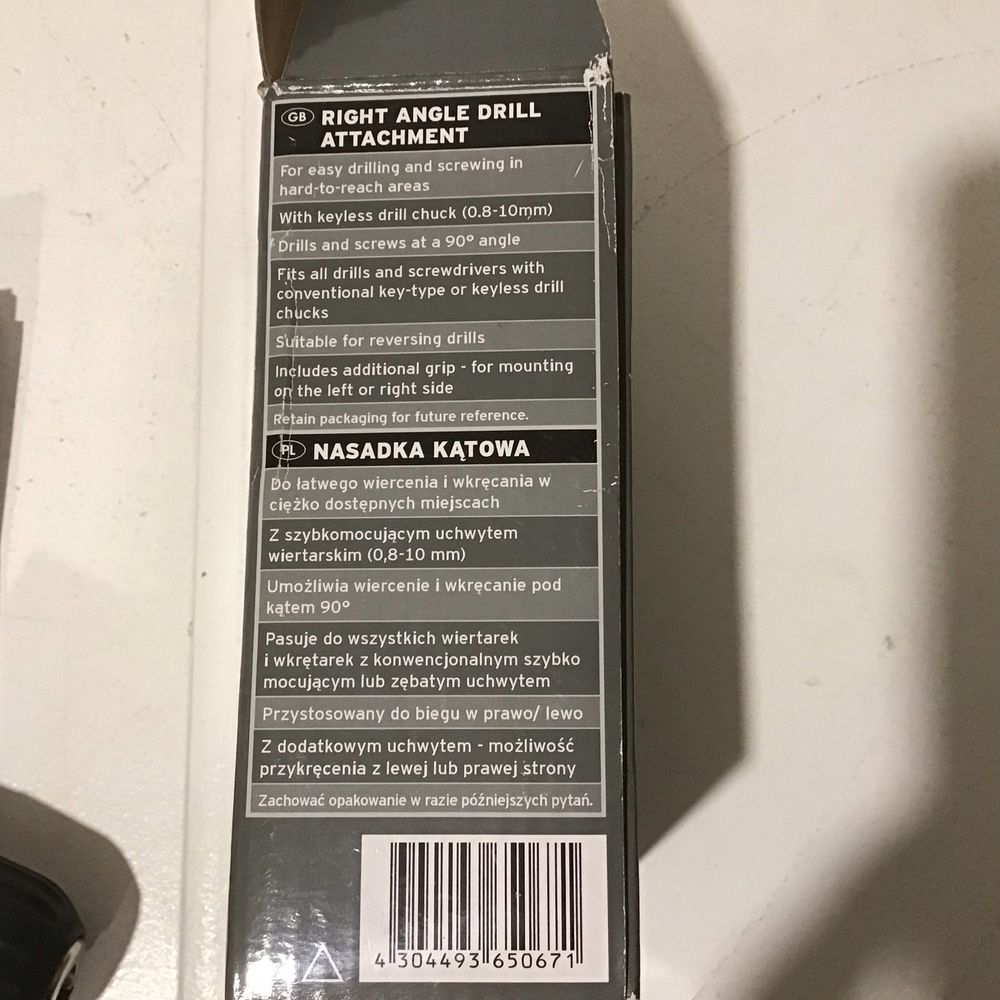 GB RIGHT ANGLE DRILL
ATTACHMENT
For easy drilling and screwing in
hard-to-reach areas
With keyless drill chuck (0.8-10mm)
Drills and screws at a 90° angle
Fits all drills and screwdrivers with
conventional key-type or keyless drill
chucks
Suitable for reversing drills
Includes additional grip - for mounting
on the left or right side
Retain packaging for future reference.
PL NASADKA KĄTOWA
Do łatwego wiercenia i wkręcania w
ciężko dostępnych miejscach
Z szybkomocującym uchwytem
wiertarskim (0,8-10 mm)
Umożliwia wiercenie i wkręcanie pod
kątem 90°
Pasuje do wszystkich wiertarek
i wkrętarek z konwencjonalnym szybko
mocującym lub zębatym uchwytem
Przystosowany do biegu w prawo/ lewo
Z dodatkowym uchwytem - możliwość
przykręcenia z lewej lub prawej strony
Zachować opakowanie w razie późniejszych pytań.
4 304493 650671